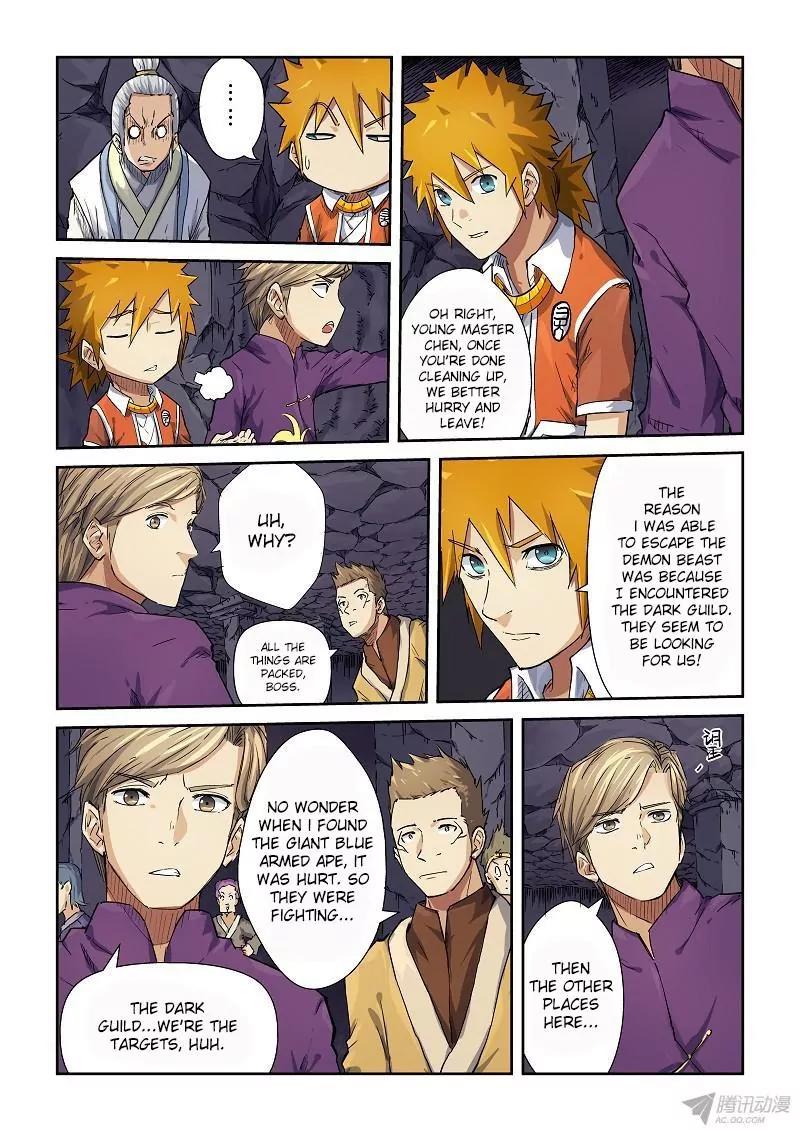 ......
OH RIGHT,
YOUNG MASTER
CHEN, ONCE
YOU'RE DONE
CLEANING UP,
WE BETTER
HURRY AND
LEAVE!
UH,
WHY?
ALL THE
THINGS ARE
PACKED,
BOSS.
THE
REASON
I WAS ABLE
TO ESCAPE THE
DEMON BEAST
WAS BECAUSE
I ENCOUNTERED
THE DARK GUILD.
THEY SEEM TO
BE LOOKING
FOR US!
NO WONDER
WHEN I FOUND
THE GIANT BLUE
ARMED APE, IT
WAS HURT. SO
THEY WERE
FIGHTING...
THE DARK
GUILD...WE'RE THE
TARGETS, HUH.
THEN
THE OTHER
PLACES
HERE...
腾讯动漫
AC.QQ.COM